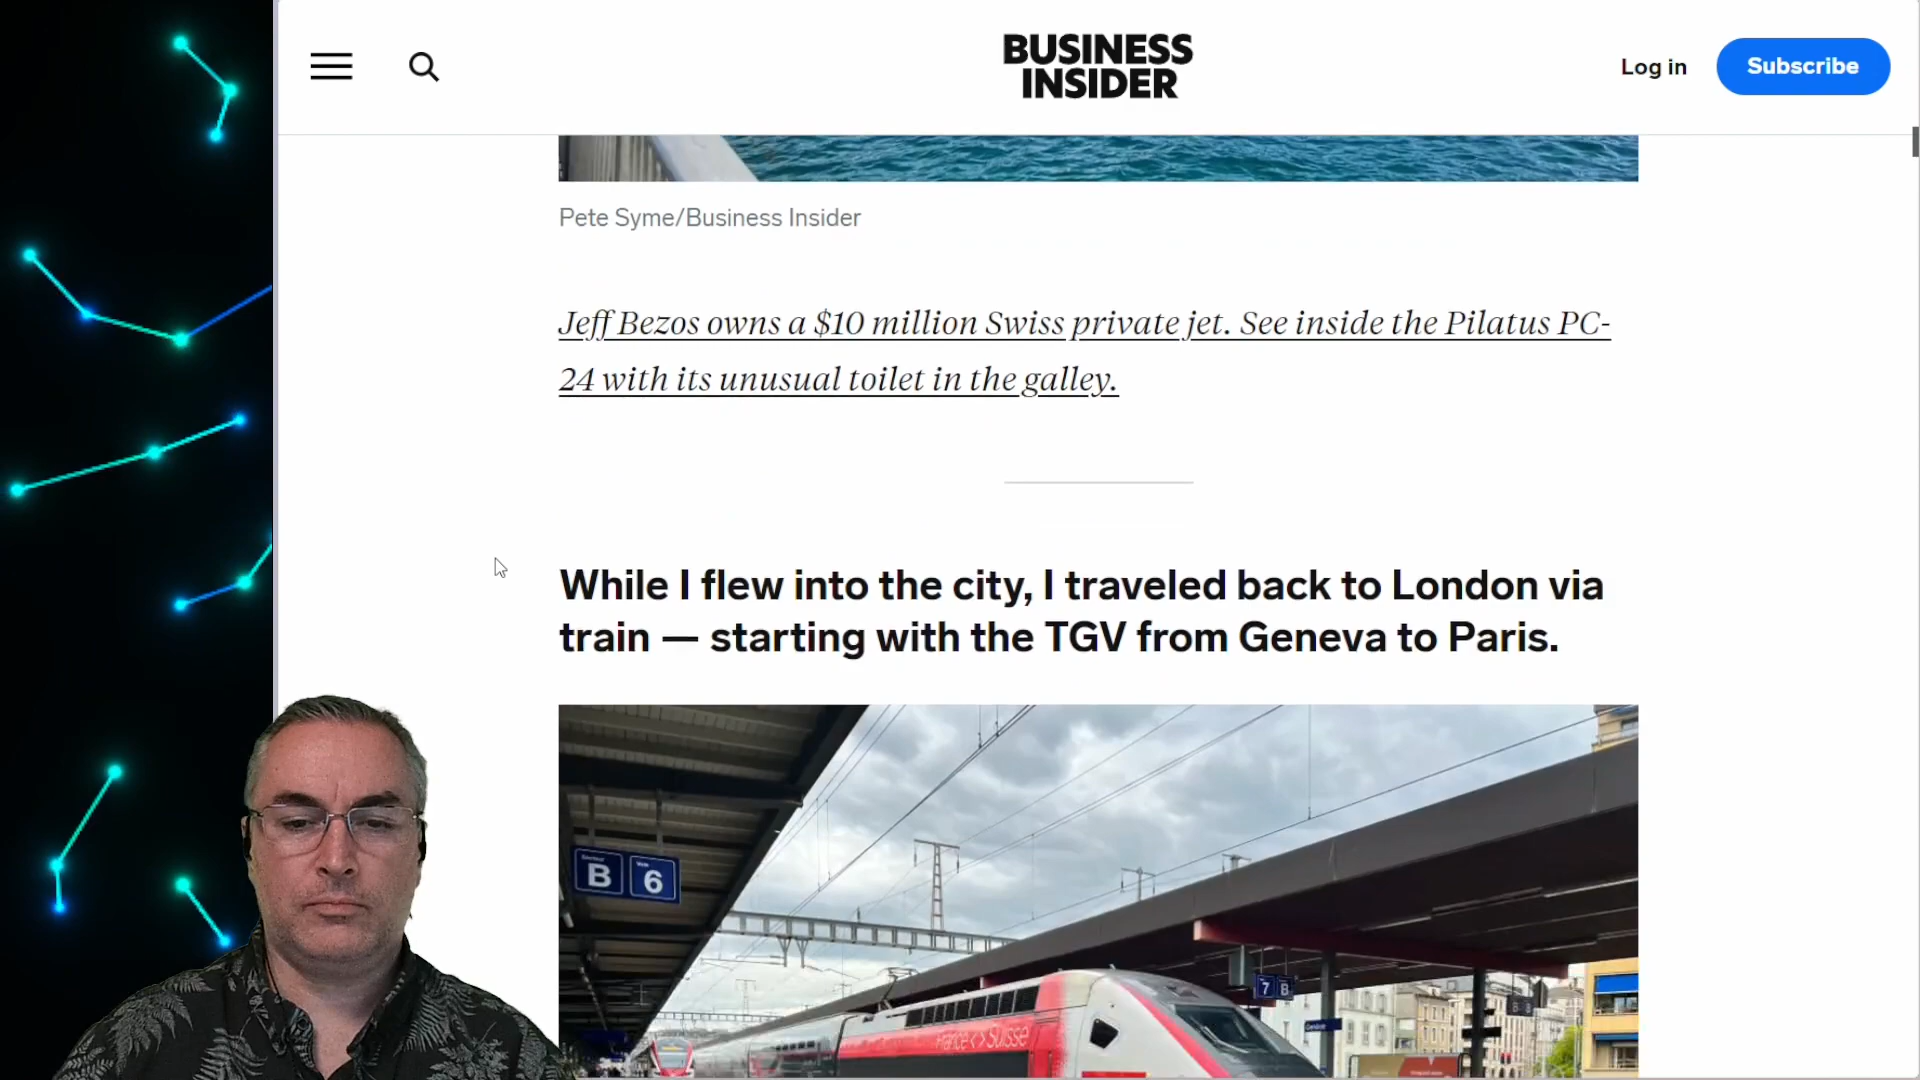 BUSINESS
INSIDER
Log in
Subscribe
Pete Syme/Business Insider
Jeff Bezos owns a $10 million Swiss private jet. See inside the Pilatus PC-
24 with its unusual toilet in the galley.
While I flew into the city, I traveled back to London via
train — starting with the TGV from Geneva to Paris.
B 6
7 B
France <> Suisse